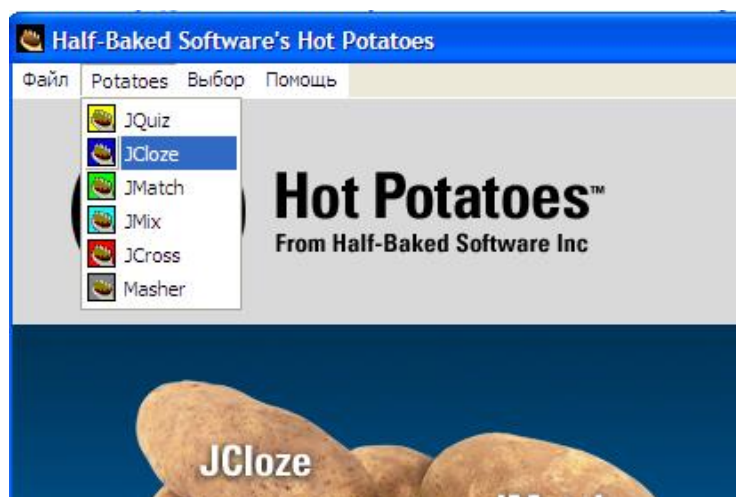 Half-Baked Software's Hot Potatoes
Файл Potatoes Выбор Помощь
JQuiz
JCloze
JMatch
JMix
JCross
Masher
Hot Potatoes™
From Half-Baked Software Inc
JCloze